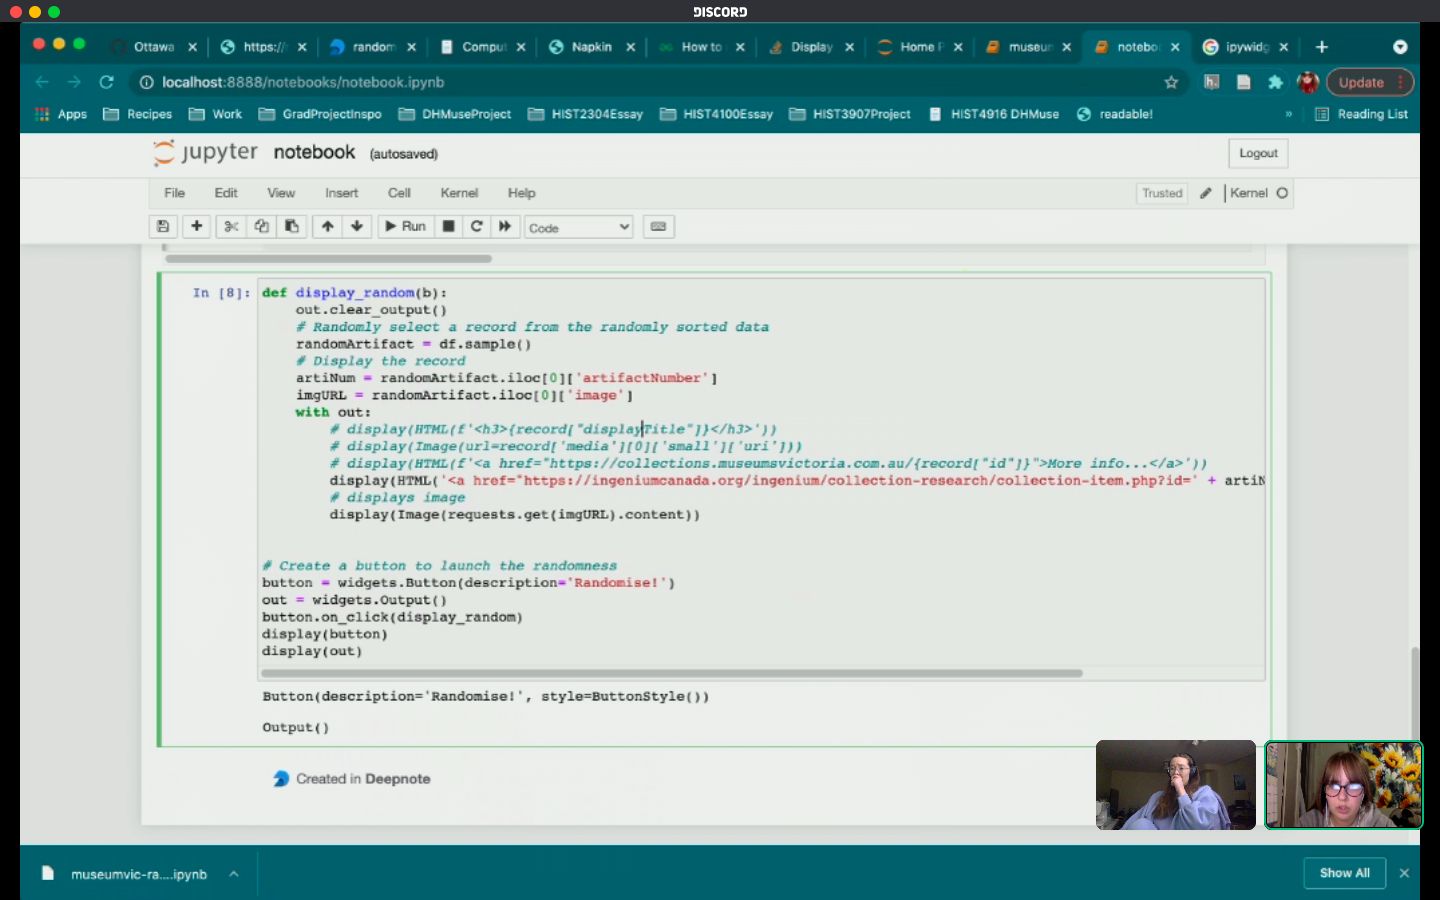 DISCORD
Ottawa
https://
random
Comput
Napkin
How to
Display
Home P
museum
notebo
ipywidg
localhost:8888/notebooks/notebook.ipynb
Update
Apps
Recipes
Work
GradProjectInspo
DHMuseProject
HIST2304Essay
HIST4100Essay
HIST3907Project
HIST4916 DHMuse
readable!
»
Reading List
jupyter notebook (autosaved)
Logout
File Edit View Insert Cell Kernel Help
Trusted
Kernel
Run
Code
In [8]: def display_random(b):
out.clear_output()
# Randomly select a record from the randomly sorted data
randomArtifact = df.sample()
# Display the record
artiNum = randomArtifact.iloc[0]['artifactNumber']
imgURL = randomArtifact.iloc[0]['image']
with out:
# display(HTML(f'<h3>{record["displayTitle"]}</h3>'))
# display(Image(url=record['media'][0]['small']['uri']))
# display(HTML(f'<a href="https://collections.museumsvictoria.com.au/{record["id"]}">More info...</a>'))
display(HTML('<a href="https://ingeniumcanada.org/ingenium/collection-research/collection-item.php?id=' + artiN
# displays image
display(Image(requests.get(imgURL).content))
# Create a button to launch the randomness
button = widgets.Button(description='Randomise!')
out = widgets.Output()
button.on_click(display_random)
display(button)
display(out)
Button(description='Randomise!', style=ButtonStyle())
Output()
Created in Deepnote
museumvic-ra....ipynb
Show All